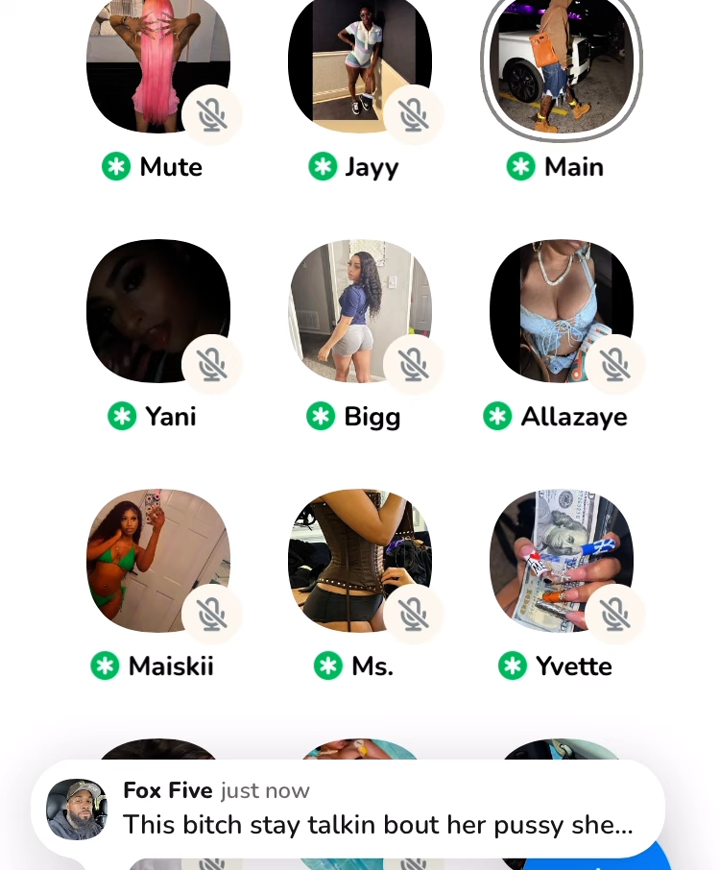 Mute
Jayy
Main
Yani
Bigg
Allazaye
Maiskii
Ms.
Yvette
Fox Five just now
This bitch stay talkin bout her pussy she...